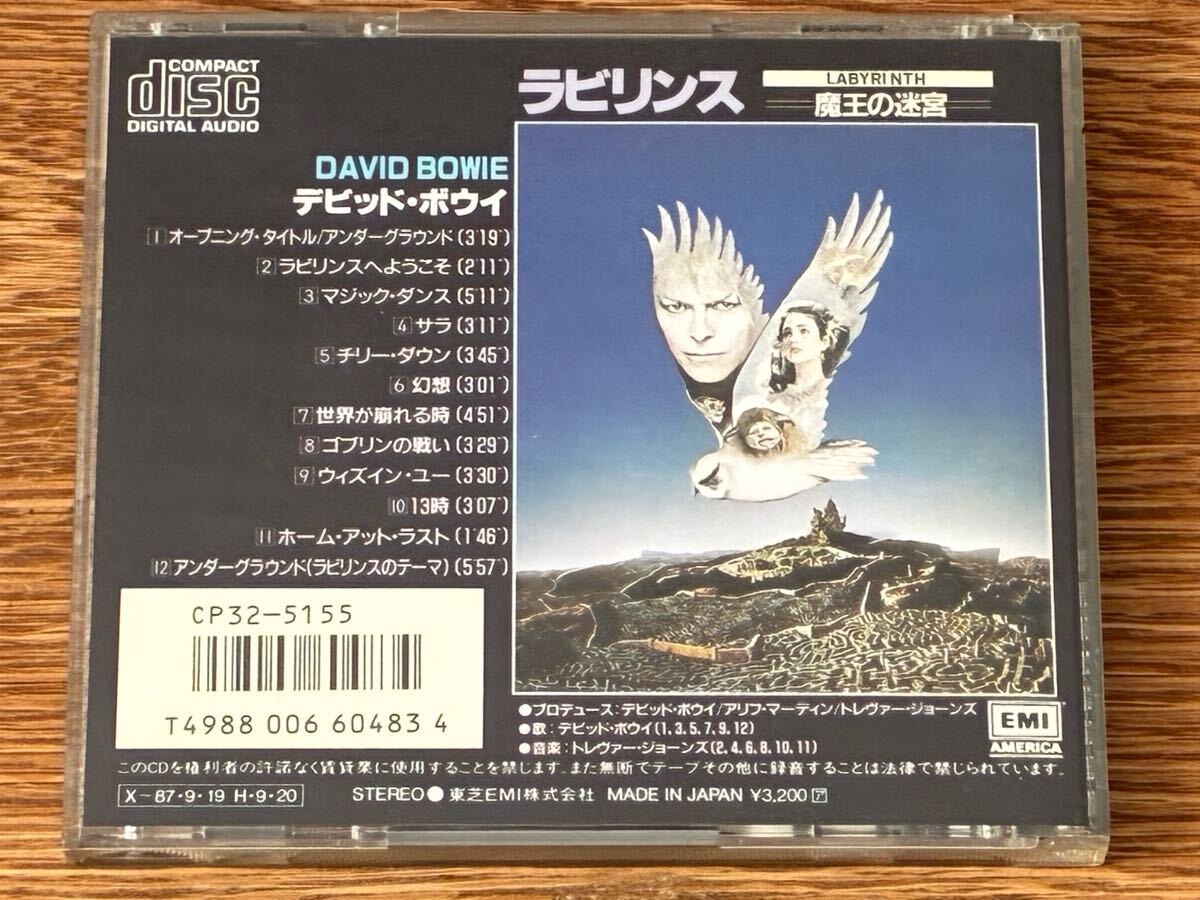 COMPACT
disc
DIGITAL AUDIO
ラビリンス
LABYRINTH
魔王の迷宮
DAVID BOWIE
デビッド・ボウイ
1 オープニング・タイトル/アンダーグラウンド (3'19")
2 ラビリンスへようこそ (2'11")
3 マジック・ダンス (5'11")
4 サラ (3'11")
5 チリー・ダウン (3'45")
6 幻想 (3'01")
7 世界が崩れる時 (4'51")
8 ゴブリンの戦い (3'29")
9 ウィズイン・ユー (3'30")
10 13時 (3'07")
11 ホーム・アット・ラスト (1'46")
12 アンダーグラウンド(ラビリンスのテーマ) (5'57")
CP32-5155
T4988 006 60483 4
●プロデュース:デビッド・ボウイ/アリフ・マーティン/トレヴァー・ジョーンズ
●歌:デビッド・ボウイ(1,3,5,7,9,12)
●音楽:トレヴァー・ジョーンズ(2,4,6,8,10,11)
EMI
AMERICA
このCDを権利者の許諾なく賃貸業に使用することを禁じます。また無断でテープその他に録音することは法律で禁じられています。
X-87・9・19 H・9・20
STEREO● 東芝EMI株式会社 MADE IN JAPAN ¥3,200 ア